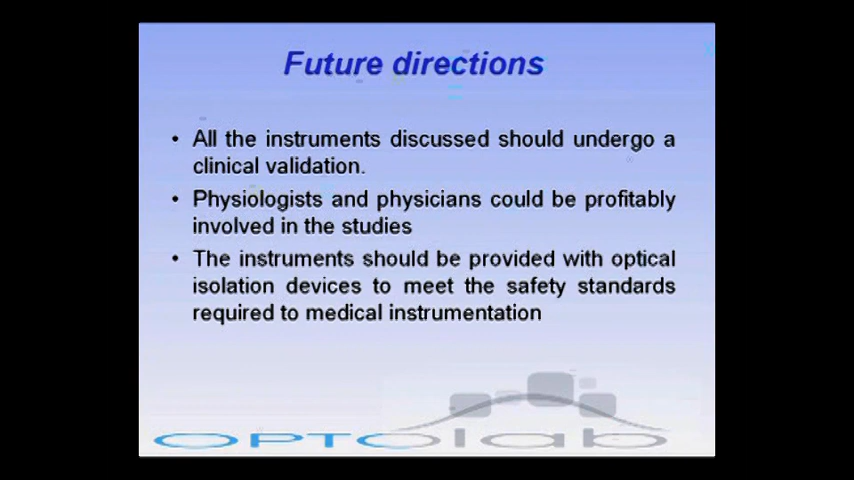 Future directions
• All the instruments discussed should undergo a
clinical validation.
• Physiologists and physicians could be profitably
involved in the studies
• The instruments should be provided with optical
isolation devices to meet the safety standards
required to medical instrumentation
OPTOlab